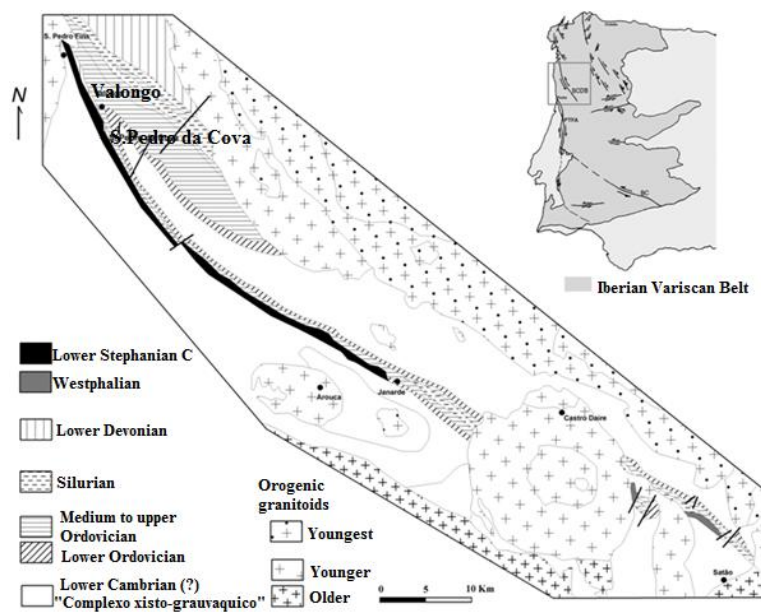 S. Pedro Fins
N
Valongo
S.Pedro da Cova
Arouca
Janarde
Castro Daire
Satão
Iberian Variscan Belt
Lower Stephanian C
Westphalian
Lower Devonian
Silurian
Medium to upper
Ordovician
Lower Ordovician
Lower Cambrian (?)
"Complexo xisto-grauvaquico"
Orogenic
granitoids
Youngest
Younger
Older
0 5 10 Km